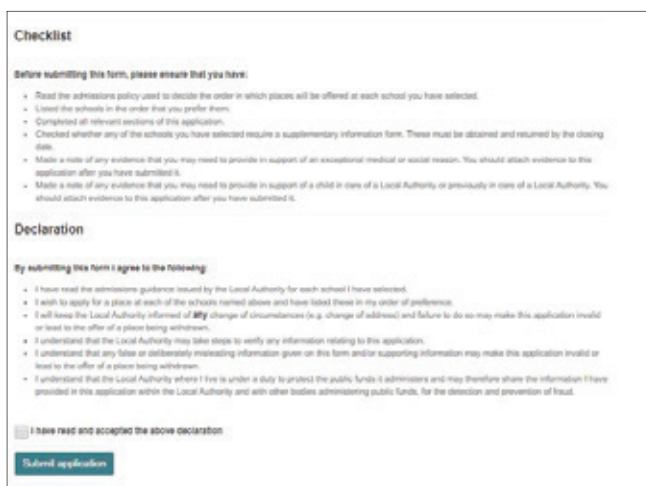 Checklist
Before submitting this form, please ensure that you have:
• Read the admissions policy used to decide the order in which places will be offered at each school you have selected.
• Listed the schools in the order that you prefer them.
• Completed all relevant sections of this application.
• Checked whether any of the schools you have selected require a supplementary information form. These must be obtained and returned by the closing
date.
• Made a note of any evidence that you may need to provide in support of an exceptional medical or social reason. You should attach evidence to this
application after you have submitted it.
• Made a note of any evidence that you may need to provide in support of a child in care of a Local Authority or previously in care of a Local Authority. You
should attach evidence to this application after you have submitted it.
Declaration
By submitting this form I agree to the following:
• I have read the admissions guidance issued by the Local Authority for each school I have selected.
• I wish to apply for a place at each of the schools named above and have listed these in my order of preference.
• I will keep the Local Authority informed of any change of circumstances (e.g. change of address) and failure to do so may make this application invalid
or lead to the offer of a place being withdrawn.
• I understand that the Local Authority may take steps to verify any information relating to this application.
• I understand that any false or deliberately misleading information given on this form and/or supporting information may make this application invalid or
lead to the offer of a place being withdrawn.
• I understand that the Local Authority where I live is under a duty to protect the public funds it administers and may therefore share the information I have
provided in this application within the Local Authority and with other bodies administering public funds, for the detection and prevention of fraud.
I have read and accepted the above declaration
Submit application